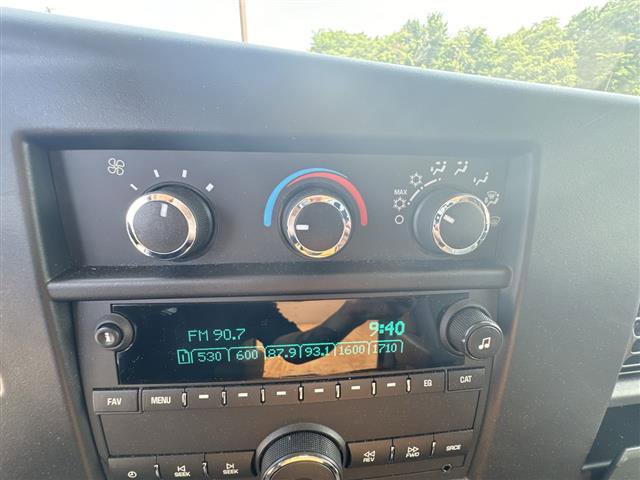 MAX
FM 90.7
9:40
1 530 600 87.9 93.1 1600 1710
FAV MENU EQ CAT
SEEK SEEK REV FWD SRCE